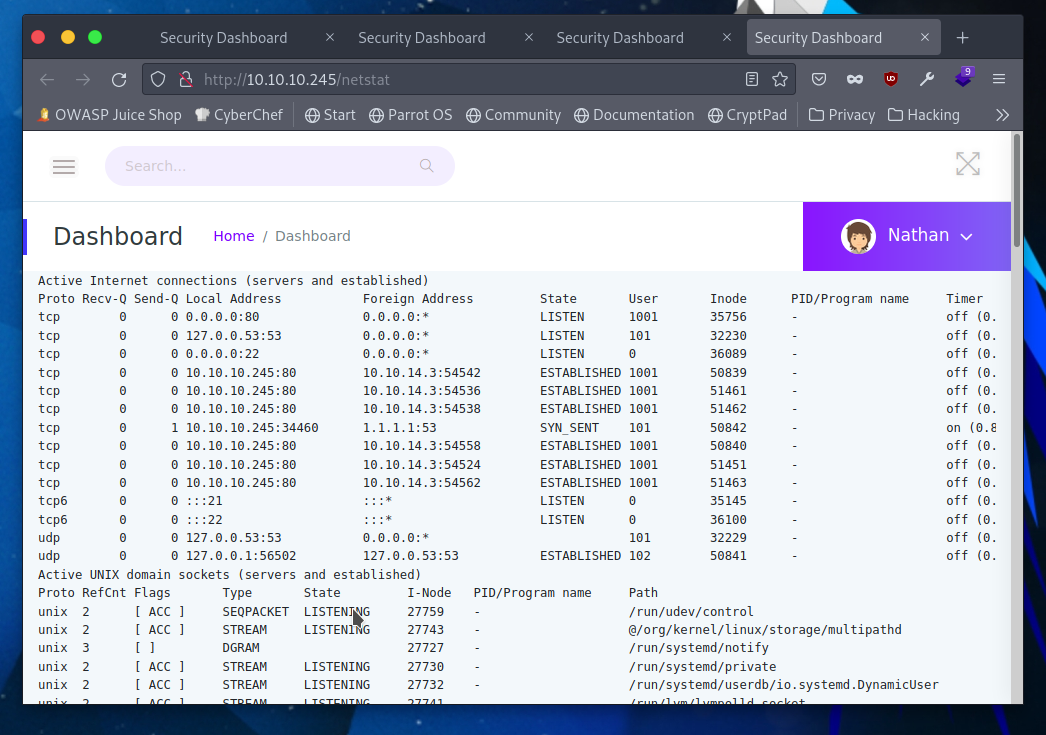 Security Dashboard × Security Dashboard × Security Dashboard × Security Dashboard × +
http://10.10.10.245/netstat 9
OWASP Juice Shop CyberChef Start Parrot OS Community Documentation CryptPad Privacy Hacking »
Search...
Dashboard Home / Dashboard Nathan
Active Internet connections (servers and established)
Proto Recv-Q Send-Q Local Address Foreign Address State User Inode PID/Program name Timer
tcp 0 0 0.0.0.0:80 0.0.0.0:* LISTEN 1001 35756 - off (0.
tcp 0 0 127.0.0.53:53 0.0.0.0:* LISTEN 101 32230 - off (0.
tcp 0 0 0.0.0.0:22 0.0.0.0:* LISTEN 0 36089 - off (0.
tcp 0 0 10.10.10.245:80 10.10.14.3:54542 ESTABLISHED 1001 50839 - off (0.
tcp 0 0 10.10.10.245:80 10.10.14.3:54536 ESTABLISHED 1001 51461 - off (0.
tcp 0 0 10.10.10.245:80 10.10.14.3:54538 ESTABLISHED 1001 51462 - off (0.
tcp 0 1 10.10.10.245:34460 1.1.1.1:53 SYN_SENT 101 50842 - on (0.8
tcp 0 0 10.10.10.245:80 10.10.14.3:54558 ESTABLISHED 1001 50840 - off (0.
tcp 0 0 10.10.10.245:80 10.10.14.3:54524 ESTABLISHED 1001 51451 - off (0.
tcp 0 0 10.10.10.245:80 10.10.14.3:54562 ESTABLISHED 1001 51463 - off (0.
tcp6 0 0 :::21 :::* LISTEN 0 35145 - off (0.
tcp6 0 0 :::22 :::* LISTEN 0 36100 - off (0.
udp 0 0 127.0.0.53:53 0.0.0.0:* 101 32229 - off (0.
udp 0 0 127.0.0.1:56502 127.0.0.53:53 ESTABLISHED 102 50841 - off (0.
Active UNIX domain sockets (servers and established)
Proto RefCnt Flags Type State I-Node PID/Program name Path
unix 2 [ ACC ] SEQPACKET LISTENING 27759 - /run/udev/control
unix 2 [ ACC ] STREAM LISTENING 27743 - @/org/kernel/linux/storage/multipathd
unix 3 [ ] DGRAM 27727 - /run/systemd/notify
unix 2 [ ACC ] STREAM LISTENING 27730 - /run/systemd/private
unix 2 [ ACC ] STREAM LISTENING 27732 - /run/systemd/userdb/io.systemd.DynamicUser
unix 2 [ ACC ] STREAM LISTENING 27741 - /run/lvm/lvmpolld.socket